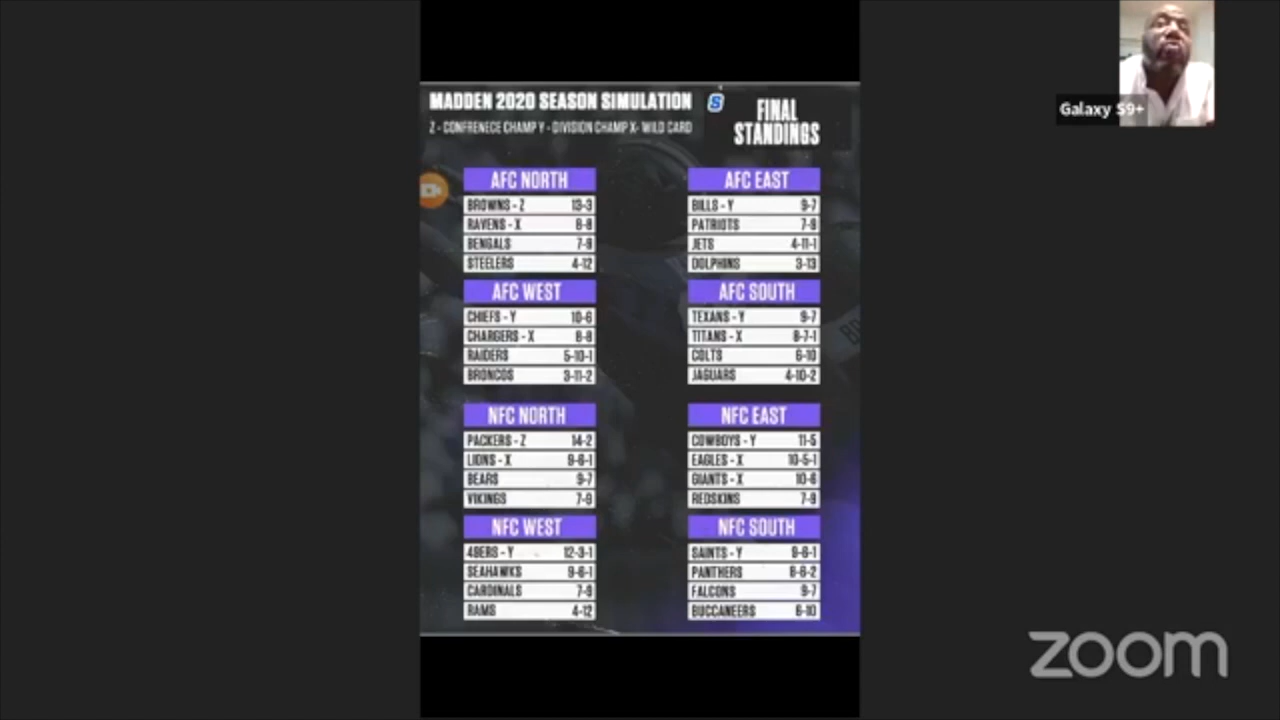 MADDEN 2020 SEASON SIMULATION
S
FINAL
STANDINGS
Z - CONFRENECE CHAMP Y - DIVISION CHAMP X- WILD CARD
Galaxy S9+
AFC NORTH
BROWNS - Z 13-3
RAVENS - X 8-8
BENGALS 7-9
STEELERS 4-12
AFC EAST
BILLS - Y 9-7
PATRIOTS 7-9
JETS 4-11-1
DOLPHINS 3-13
AFC WEST
CHIEFS - Y 10-6
CHARGERS - X 8-8
RAIDERS 5-10-1
BRONCOS 3-11-2
AFC SOUTH
TEXANS - Y 9-7
TITANS - X 8-7-1
COLTS 6-10
JAGUARS 4-10-2
NFC NORTH
PACKERS - Z 14-2
LIONS - X 9-6-1
BEARS 9-7
VIKINGS 7-9
NFC EAST
COWBOYS - Y 11-5
EAGLES - X 10-5-1
GIANTS - X 10-6
REDSKINS 7-9
NFC WEST
49ERS - Y 12-3-1
SEAHAWKS 9-6-1
CARDINALS 7-9
RAMS 4-12
NFC SOUTH
SAINTS - Y 9-6-1
PANTHERS 8-6-2
FALCONS 9-7
BUCCANEERS 6-10
zoom